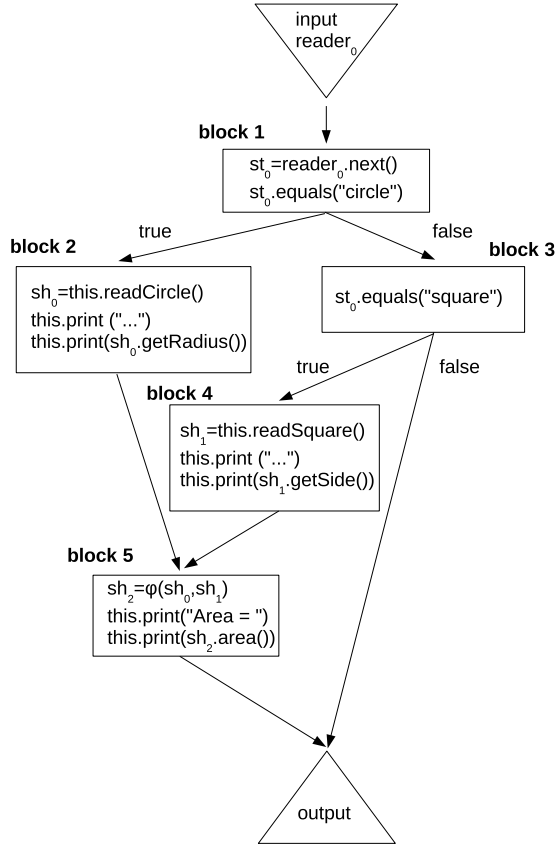 input
reader₀
block 1
st₀=reader₀.next()
st₀.equals("circle")
true
false
block 2
block 3
sh₀=this.readCircle()
this.print ("...")
this.print(sh₀.getRadius())
st₀.equals("square")
true
false
block 4
sh₁=this.readSquare()
this.print ("...")
this.print(sh₁.getSide())
block 5
sh₂=φ(sh₀,sh₁)
this.print("Area = ")
this.print(sh₂.area())
output